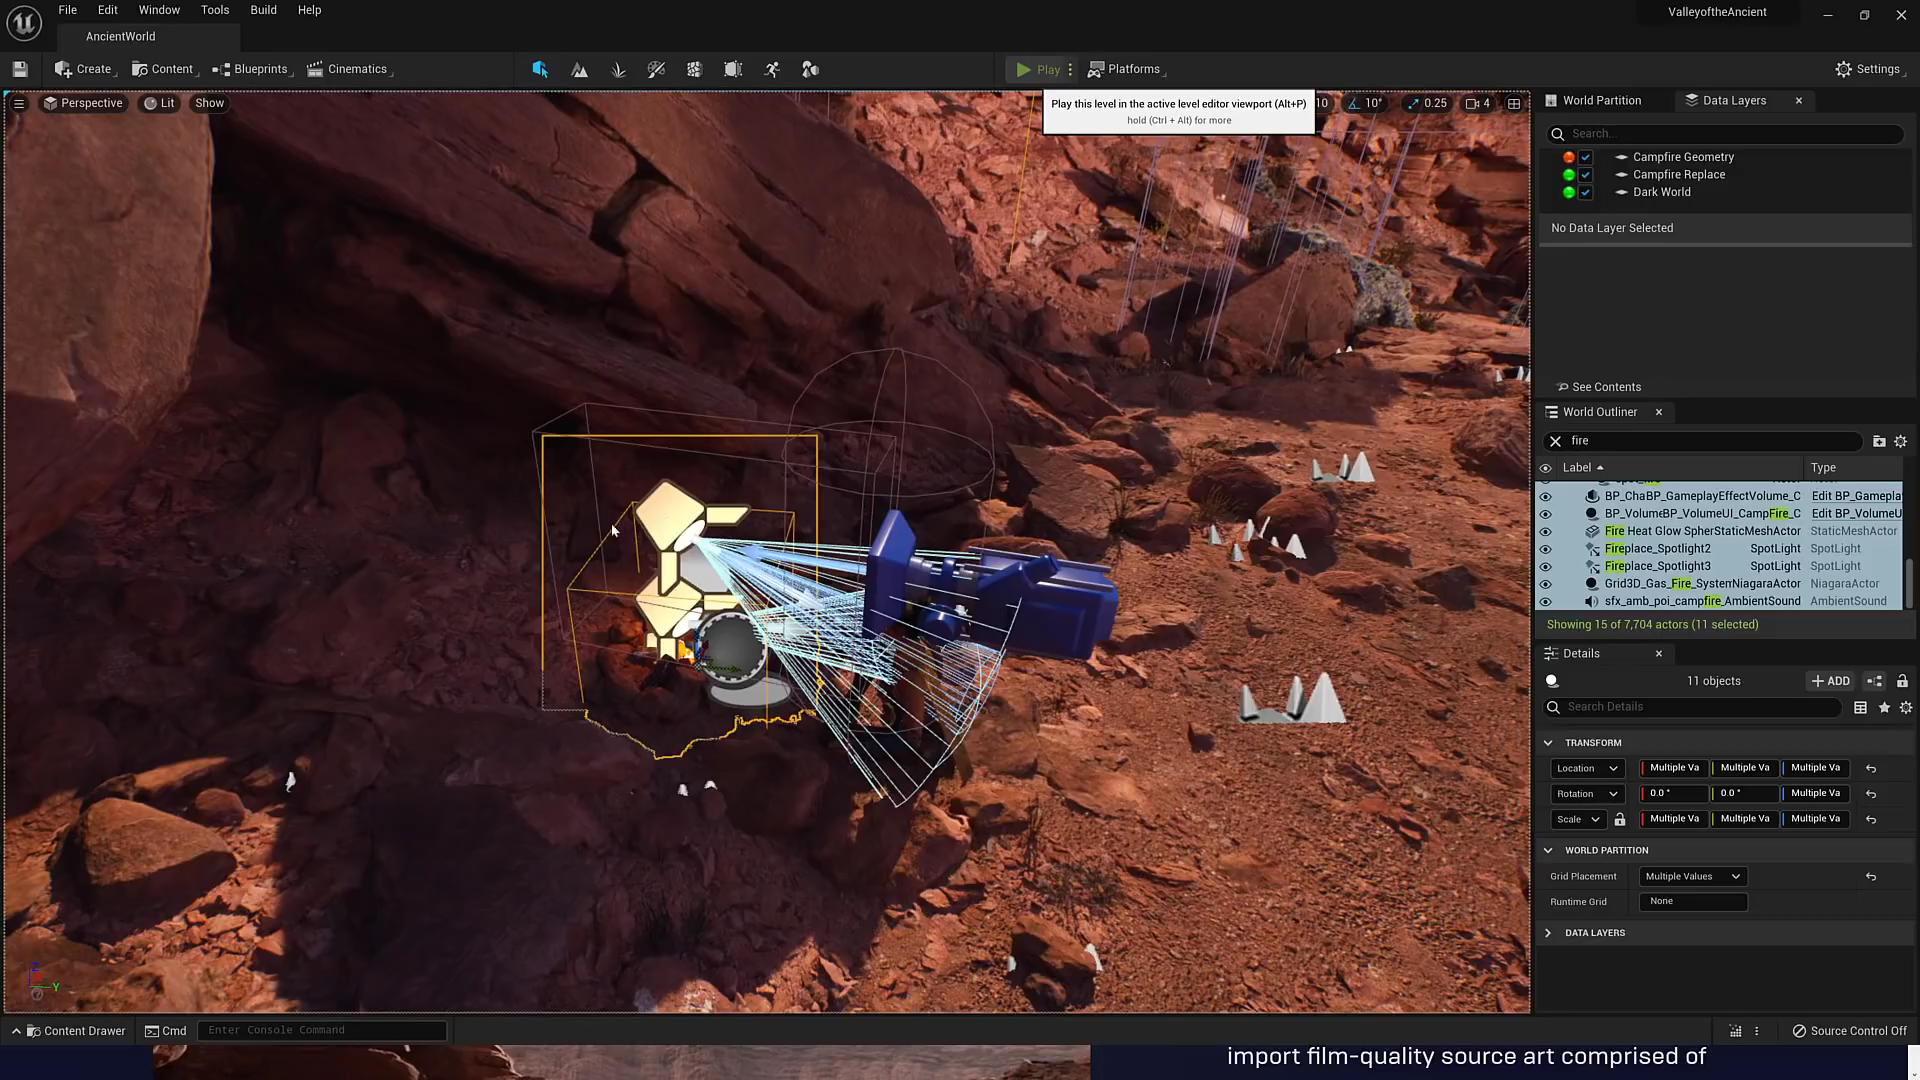 File Edit Window Tools Build Help
ValleyoftheAncient
AncientWorld
Create Content Blueprints Cinematics
Play Platforms
Settings
Perspective Lit Show
10 10° 0.25 4
Play this level in the active level editor viewport (Alt+P)
hold (Ctrl + Alt) for more
World Partition Data Layers
Search...
Campfire Geometry
Campfire Replace
Dark World
No Data Layer Selected
See Contents
World Outliner
fire
Label Type
BP_ChaBP_GameplayEffectVolume_C Edit BP_Gamepla
BP_VolumeBP_VolumeUI_CampFire_C Edit BP_VolumeU
Fire Heat Glow SpherStaticMeshActor StaticMeshActor
Fireplace_Spotlight2 SpotLight SpotLight
Fireplace_Spotlight3 SpotLight SpotLight
Grid3D_Gas_Fire_SystemNiagaraActor NiagaraActor
sfx_amb_poi_campfire_AmbientSound AmbientSound
Showing 15 of 7,704 actors (11 selected)
Details
11 objects ADD
Search Details
TRANSFORM
Location Multiple Va Multiple Va Multiple Va
Rotation 0.0 ° 0.0 ° Multiple Va
Scale Multiple Va Multiple Va Multiple Va
WORLD PARTITION
Grid Placement Multiple Values
Runtime Grid None
DATA LAYERS
Z
Y
Content Drawer Cmd Enter Console Command
Source Control Off
import film-quality source art comprised of